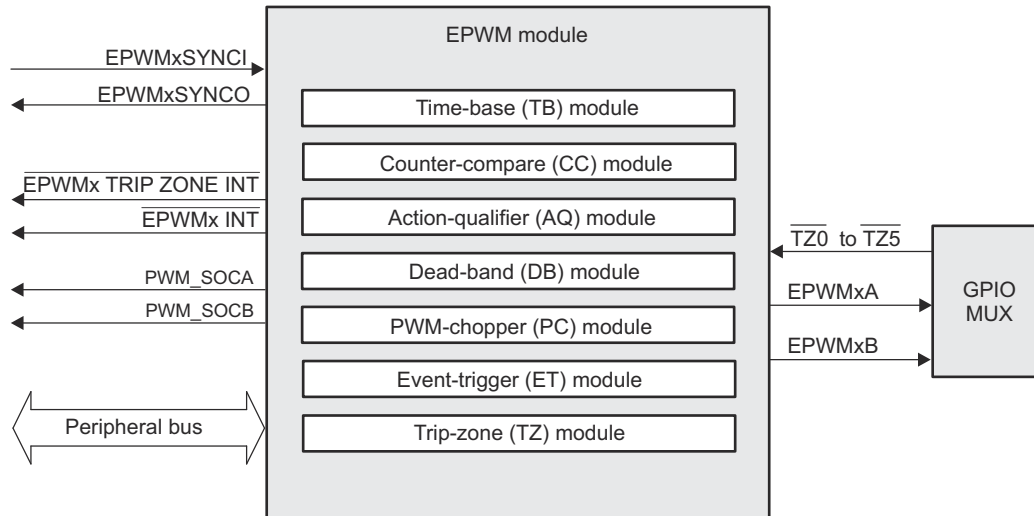 EPWM module
EPWMxSYNCI
EPWMxSYNCO
Time-base (TB) module
Counter-compare (CC) module
EPWMx TRIP ZONE INT
EPWMx INT
Action-qualifier (AQ) module
TZ0 to TZ5
Dead-band (DB) module
PWM_SOCA
EPWMxA
GPIO
MUX
PWM_SOCB
PWM-chopper (PC) module
EPWMxB
Event-trigger (ET) module
Peripheral bus
Trip-zone (TZ) module